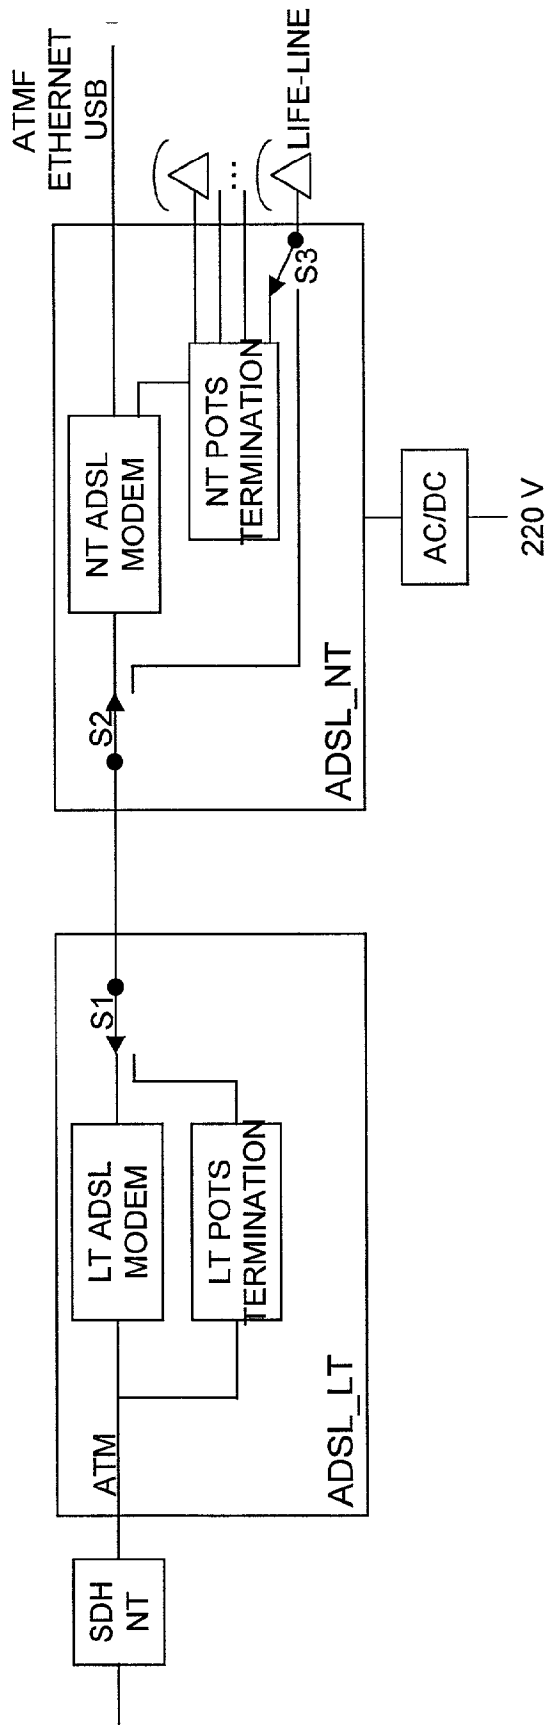 SDH
NT
ATM
LT ADSL
MODEM
LT POTS
TERMINATION
S1
ADSL_LT
S2
NT ADSL
MODEM
NT POTS
TERMINATION
S3
ADSL_NT
ATMF
ETHERNET
USB
...
LIFE-LINE
AC/DC
220 V